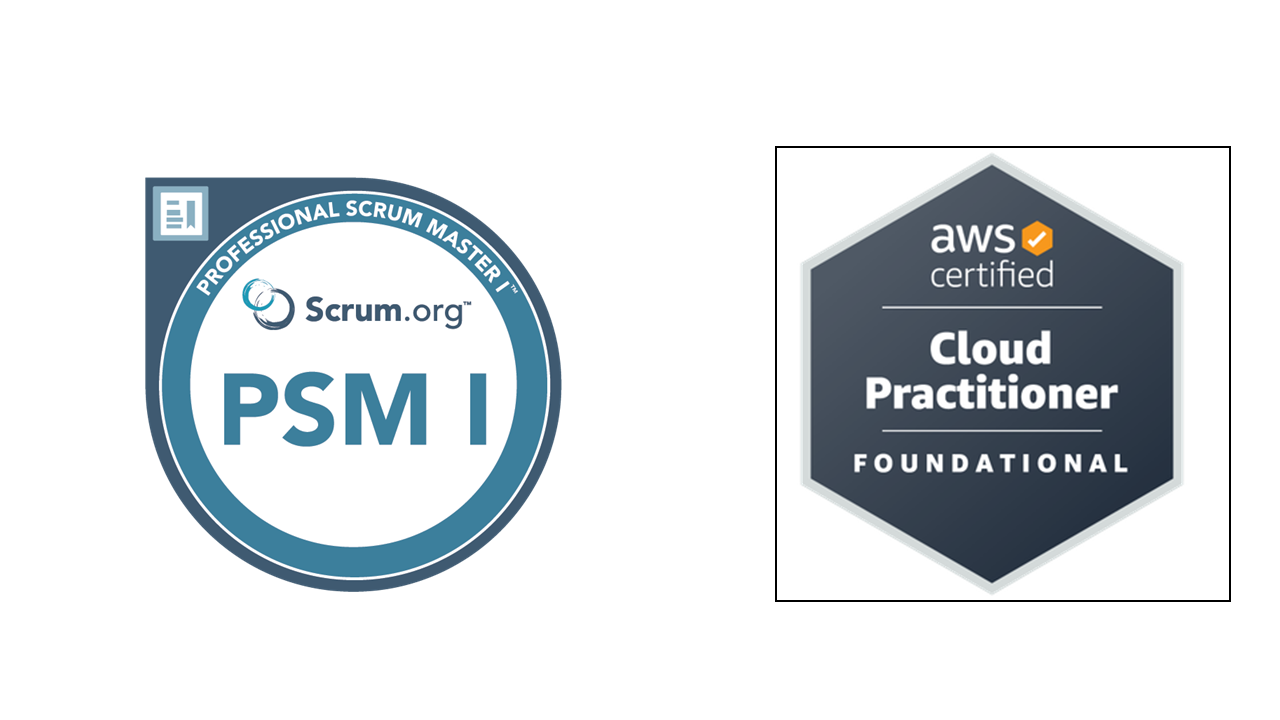 PROFESSIONAL SCRUM MASTER I™
Scrum.org™
PSM I
aws
certified
Cloud
Practitioner
FOUNDATIONAL